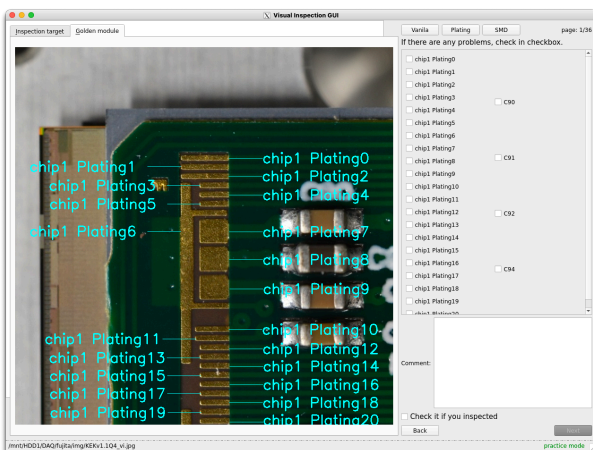 Visual Inspection GUI
Inspection target
Golden module
Vanila
Plating
SMD
page: 1/36
If there are any problems, check in checkbox.
chip1 Plating0
chip1 Plating1
chip1 Plating2
chip1 Plating3
chip1 Plating4
chip1 Plating5
chip1 Plating6
chip1 Plating7
chip1 Plating8
chip1 Plating9
chip1 Plating10
chip1 Plating11
chip1 Plating12
chip1 Plating13
chip1 Plating14
chip1 Plating15
chip1 Plating16
chip1 Plating17
chip1 Plating18
chip1 Plating19
chip1 Plating20
C90
C91
C92
C94
chip1 Plating0
chip1 Plating1
chip1 Plating2
chip1 Plating3
chip1 Plating4
chip1 Plating5
chip1 Plating6
chip1 Plating7
chip1 Plating8
chip1 Plating9
chip1 Plating10
chip1 Plating11
chip1 Plating12
chip1 Plating13
chip1 Plating14
chip1 Plating15
chip1 Plating16
chip1 Plating17
chip1 Plating18
chip1 Plating19
chip1 Plating20
Comment:
Check it if you inspected
Back
Next
/mnt/HDD1/DAQ/fujita/img/KEKv1.1Q4_vi.jpg
practice mode